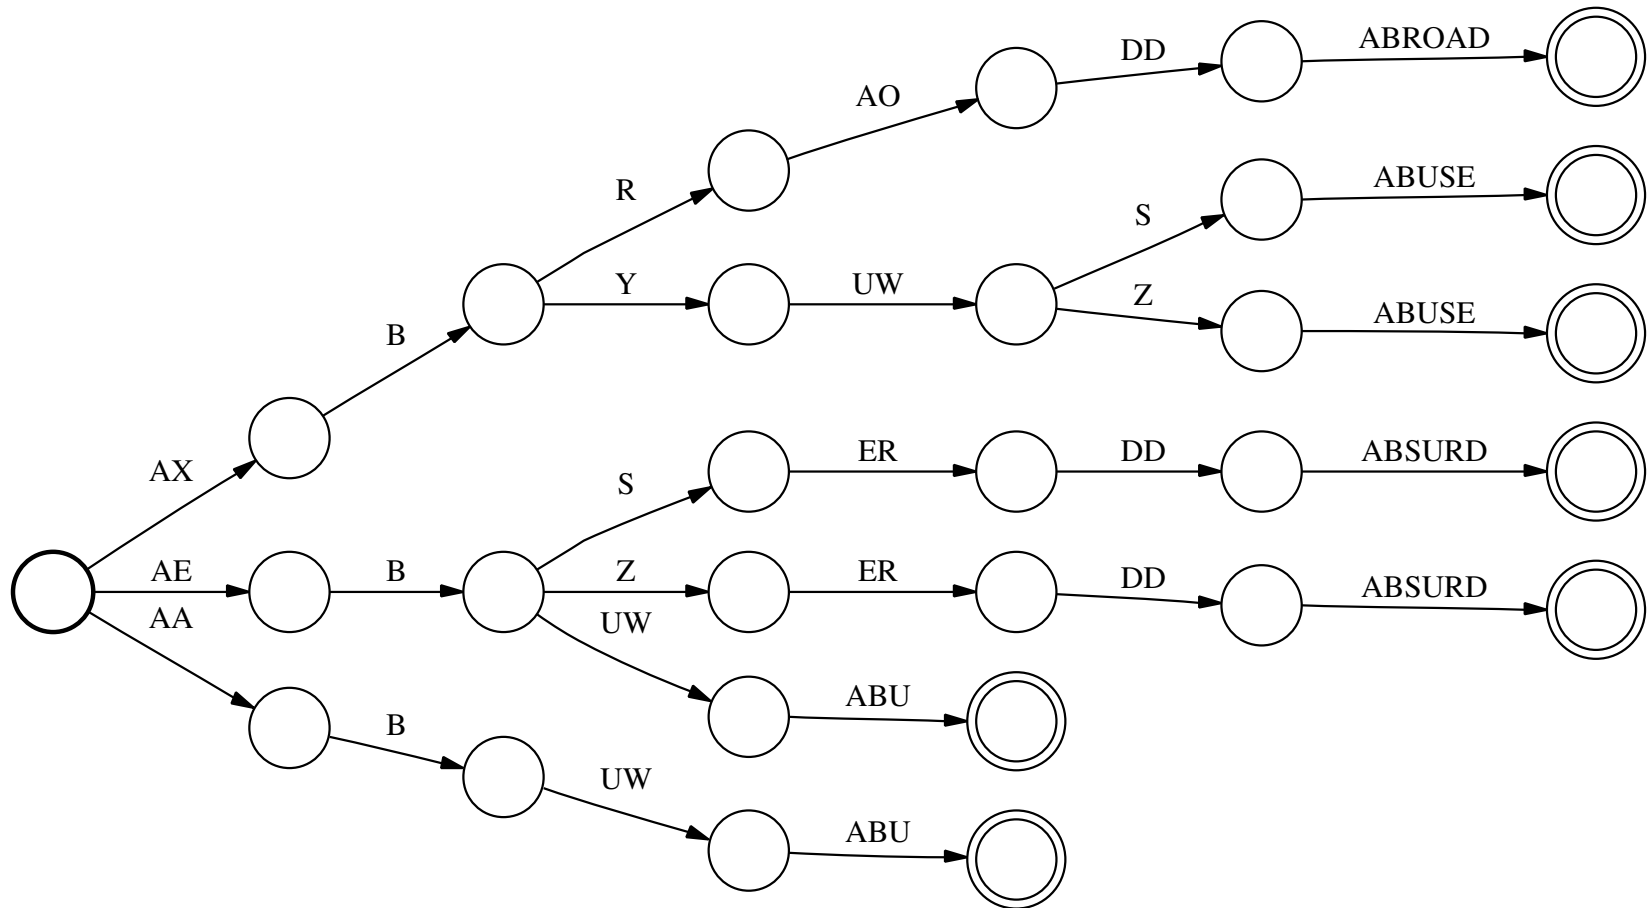 AX B R AO DD ABROAD
Y UW S ABUSE
Z ABUSE
AE B S ER DD ABSURD
Z ER DD ABSURD
UW ABU
AA B UW ABU